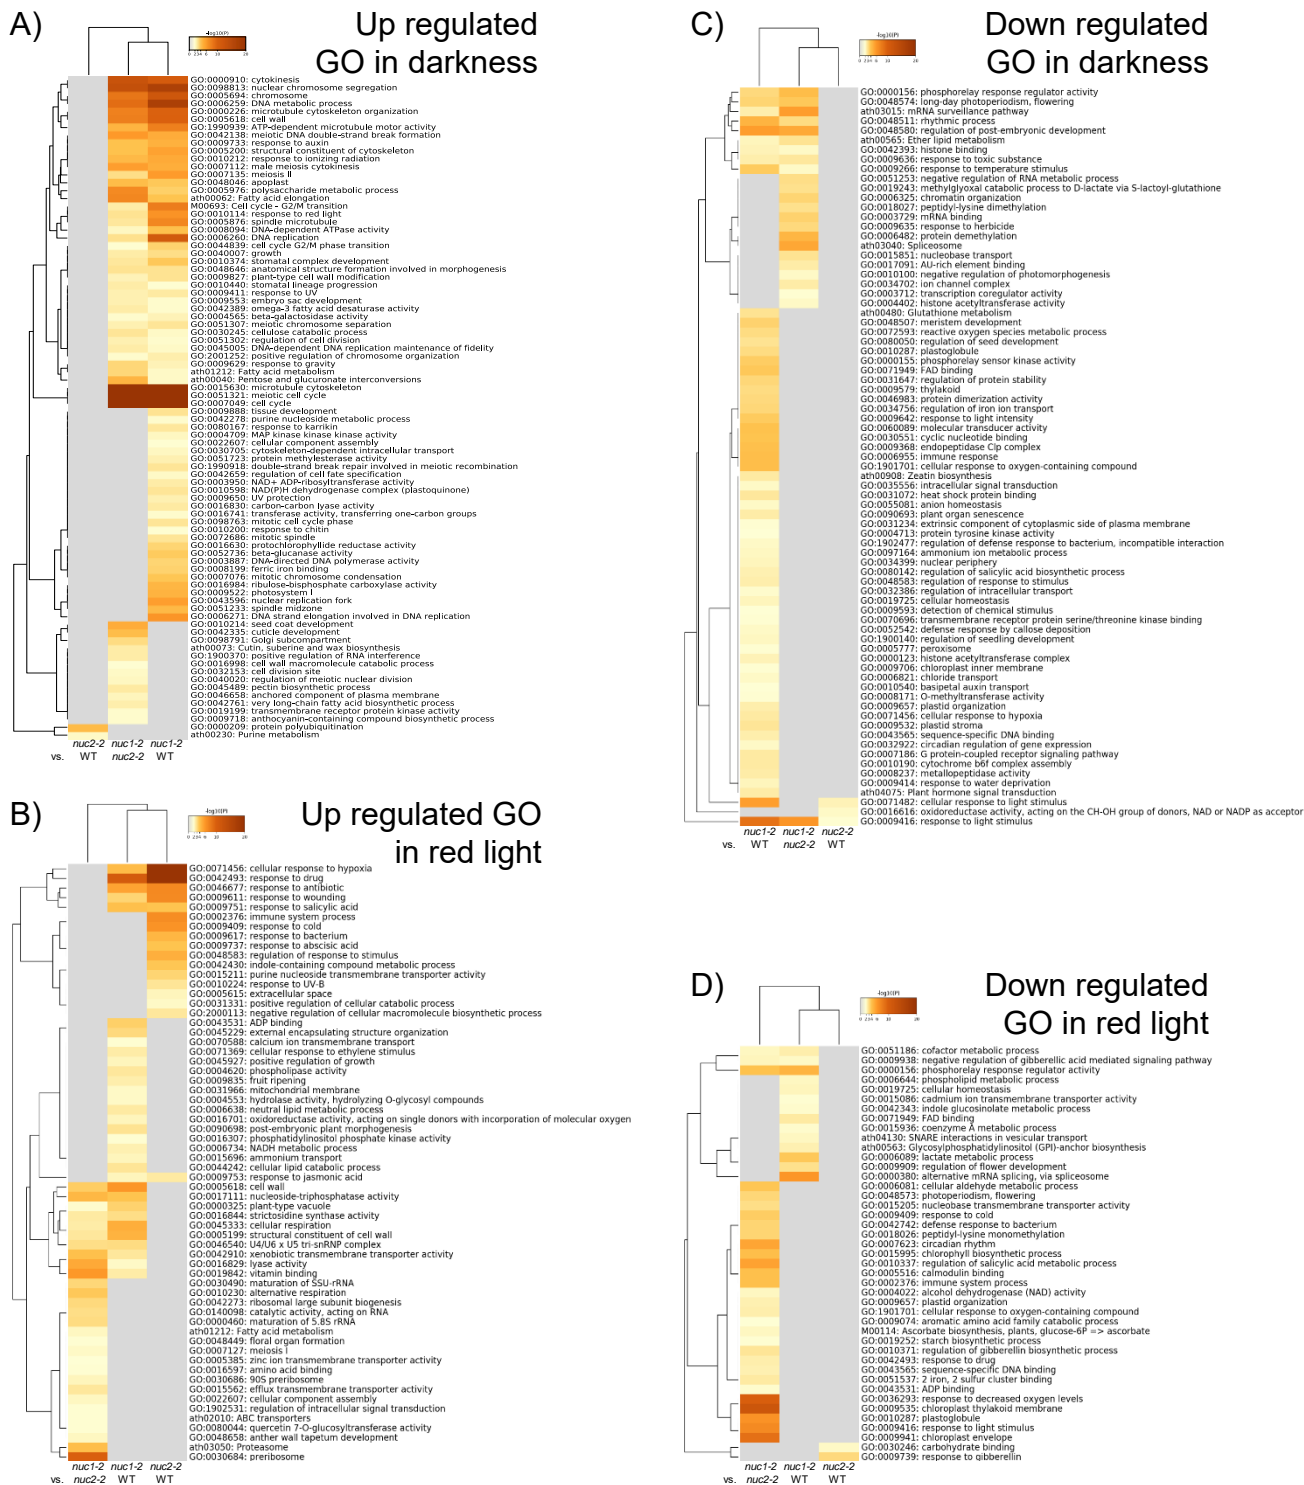 A)
Up regulated
GO in darkness
-log10(P)
0 2 3 4 6 10 20
GO:0000910: cytokinesis
GO:0098813: nuclear chromosome segregation
GO:0005694: chromosome
GO:0006259: DNA metabolic process
GO:0000226: microtubule cytoskeleton organization
GO:0005618: cell wall
GO:1990939: ATP-dependent microtubule motor activity
GO:0042138: meiotic DNA double-strand break formation
GO:0009733: response to auxin
GO:0005200: structural constituent of cytoskeleton
GO:0010212: response to ionizing radiation
GO:0007112: male meiosis cytokinesis
GO:0007135: meiosis II
GO:0048046: apoplast
GO:0005976: polysaccharide metabolic process
ath00062: Fatty acid elongation
M00693: Cell cycle - G2/M transition
GO:0010114: response to red light
GO:0005876: spindle microtubule
GO:0008094: DNA-dependent ATPase activity
GO:0006260: DNA replication
GO:0044839: cell cycle G2/M phase transition
GO:0040007: growth
GO:0010374: stomatal complex development
GO:0048646: anatomical structure formation involved in morphogenesis
GO:0009827: plant-type cell wall modification
GO:0010440: stomatal lineage progression
GO:0009411: response to UV
GO:0009553: embryo sac development
GO:0042389: omega-3 fatty acid desaturase activity
GO:0004565: beta-galactosidase activity
GO:0051307: meiotic chromosome separation
GO:0030245: cellulose catabolic process
GO:0051302: regulation of cell division
GO:0045005: DNA-dependent DNA replication maintenance of fidelity
GO:2001252: positive regulation of chromosome organization
GO:0009629: response to gravity
ath01212: Fatty acid metabolism
ath00040: Pentose and glucuronate interconversions
GO:0015630: microtubule cytoskeleton
GO:0051321: meiotic cell cycle
GO:0007049: cell cycle
GO:0009888: tissue development
GO:0042278: purine nucleoside metabolic process
GO:0080167: response to karrikin
GO:0004709: MAP kinase kinase kinase activity
GO:0022607: cellular component assembly
GO:0030705: cytoskeleton-dependent intracellular transport
GO:0051723: protein methylesterase activity
GO:1990918: double-strand break repair involved in meiotic recombination
GO:0042659: regulation of cell fate specification
GO:0003950: NAD+ ADP-ribosyltransferase activity
GO:0010598: NAD(P)H dehydrogenase complex (plastoquinone)
GO:0009650: UV protection
GO:0016830: carbon-carbon lyase activity
GO:0016741: transferase activity, transferring one-carbon groups
GO:0098763: mitotic cell cycle phase
GO:0010200: response to chitin
GO:0072686: mitotic spindle
GO:0016630: protochlorophyllide reductase activity
GO:0052736: beta-glucanase activity
GO:0003887: DNA-directed DNA polymerase activity
GO:0008199: ferric iron binding
GO:0007076: mitotic chromosome condensation
GO:0016984: ribulose-bisphosphate carboxylase activity
GO:0009522: photosystem I
GO:0043596: nuclear replication fork
GO:0051233: spindle midzone
GO:0006271: DNA strand elongation involved in DNA replication
GO:0010214: seed coat development
GO:0042335: cuticle development
GO:0098791: Golgi subcompartment
ath00073: Cutin, suberine and wax biosynthesis
GO:1900370: positive regulation of RNA interference
GO:0016998: cell wall macromolecule catabolic process
GO:0032153: cell division site
GO:0040020: regulation of meiotic nuclear division
GO:0045489: pectin biosynthetic process
GO:0046658: anchored component of plasma membrane
GO:0042761: very long-chain fatty acid biosynthetic process
GO:0019199: transmembrane receptor protein kinase activity
GO:0009718: anthocyanin-containing compound biosynthetic process
GO:0000209: protein polyubiquitination
ath00230: Purine metabolism
nuc2-2 nuc1-2 nuc1-2
vs. WT nuc2-2 WT
B)
Up regulated GO
in red light
-log10(P)
0 2 3 4 6 10 20
GO:0071456: cellular response to hypoxia
GO:0042493: response to drug
GO:0046677: response to antibiotic
GO:0009611: response to wounding
GO:0009751: response to salicylic acid
GO:0002376: immune system process
GO:0009409: response to cold
GO:0009617: response to bacterium
GO:0009737: response to abscisic acid
GO:0048583: regulation of response to stimulus
GO:0042430: indole-containing compound metabolic process
GO:0015211: purine nucleoside transmembrane transporter activity
GO:0010224: response to UV-B
GO:0005615: extracellular space
GO:0031331: positive regulation of cellular catabolic process
GO:2000113: negative regulation of cellular macromolecule biosynthetic process
GO:0043531: ADP binding
GO:0045229: external encapsulating structure organization
GO:0070588: calcium ion transmembrane transport
GO:0071369: cellular response to ethylene stimulus
GO:0045927: positive regulation of growth
GO:0004620: phospholipase activity
GO:0009835: fruit ripening
GO:0031966: mitochondrial membrane
GO:0004553: hydrolase activity, hydrolyzing O-glycosyl compounds
GO:0006638: neutral lipid metabolic process
GO:0016701: oxidoreductase activity, acting on single donors with incorporation of molecular oxygen
GO:0090698: post-embryonic plant morphogenesis
GO:0016307: phosphatidylinositol phosphate kinase activity
GO:0006734: NADH metabolic process
GO:0015696: ammonium transport
GO:0044242: cellular lipid catabolic process
GO:0009753: response to jasmonic acid
GO:0005618: cell wall
GO:0017111: nucleoside-triphosphatase activity
GO:0000325: plant-type vacuole
GO:0016844: strictosidine synthase activity
GO:0045333: cellular respiration
GO:0005199: structural constituent of cell wall
GO:0046540: U4/U6 x U5 tri-snRNP complex
GO:0042910: xenobiotic transmembrane transporter activity
GO:0016829: lyase activity
GO:0019842: vitamin binding
GO:0030490: maturation of SSU-rRNA
GO:0010230: alternative respiration
GO:0042273: ribosomal large subunit biogenesis
GO:0140098: catalytic activity, acting on RNA
GO:0000460: maturation of 5.8S rRNA
ath01212: Fatty acid metabolism
GO:0048449: floral organ formation
GO:0007127: meiosis I
GO:0005385: zinc ion transmembrane transporter activity
GO:0016597: amino acid binding
GO:0030686: 90S preribosome
GO:0015562: efflux transmembrane transporter activity
GO:0022607: cellular component assembly
GO:1902531: regulation of intracellular signal transduction
ath02010: ABC transporters
GO:0080044: quercetin 7-O-glucosyltransferase activity
GO:0048658: anther wall tapetum development
ath03050: Proteasome
GO:0030684: preribosome
nuc1-2 nuc1-2 nuc2-2
vs. nuc2-2 WT WT
C)
Down regulated
GO in darkness
-log10(P)
0 2 3 4 6 10 20
GO:0000156: phosphorelay response regulator activity
GO:0048574: long-day photoperiodism, flowering
ath03015: mRNA surveillance pathway
GO:0048511: rhythmic process
GO:0048580: regulation of post-embryonic development
ath00565: Ether lipid metabolism
GO:0042393: histone binding
GO:0009636: response to toxic substance
GO:0009266: response to temperature stimulus
GO:0051253: negative regulation of RNA metabolic process
GO:0019243: methylglyoxal catabolic process to D-lactate via S-lactoyl-glutathione
GO:0006325: chromatin organization
GO:0018027: peptidyl-lysine dimethylation
GO:0003729: mRNA binding
GO:0009635: response to herbicide
GO:0006482: protein demethylation
ath03040: Spliceosome
GO:0015851: nucleobase transport
GO:0017091: AU-rich element binding
GO:0010100: negative regulation of photomorphogenesis
GO:0034702: ion channel complex
GO:0003712: transcription coregulator activity
GO:0004402: histone acetyltransferase activity
ath00480: Glutathione metabolism
GO:0048507: meristem development
GO:0072593: reactive oxygen species metabolic process
GO:0080050: regulation of seed development
GO:0010287: plastoglobule
GO:0000155: phosphorelay sensor kinase activity
GO:0071949: FAD binding
GO:0031647: regulation of protein stability
GO:0009579: thylakoid
GO:0046983: protein dimerization activity
GO:0034756: regulation of iron ion transport
GO:0009642: response to light intensity
GO:0060089: molecular transducer activity
GO:0030551: cyclic nucleotide binding
GO:0009368: endopeptidase Clp complex
GO:0006955: immune response
GO:1901701: cellular response to oxygen-containing compound
ath00908: Zeatin biosynthesis
GO:0035556: intracellular signal transduction
GO:0031072: heat shock protein binding
GO:0055081: anion homeostasis
GO:0090693: plant organ senescence
GO:0031234: extrinsic component of cytoplasmic side of plasma membrane
GO:0004713: protein tyrosine kinase activity
GO:1902477: regulation of defense response to bacterium, incompatible interaction
GO:0097164: ammonium ion metabolic process
GO:0034399: nuclear periphery
GO:0080142: regulation of salicylic acid biosynthetic process
GO:0048583: regulation of response to stimulus
GO:0032386: regulation of intracellular transport
GO:0019725: cellular homeostasis
GO:0009593: detection of chemical stimulus
GO:0070696: transmembrane receptor protein serine/threonine kinase binding
GO:0052542: defense response by callose deposition
GO:1900140: regulation of seedling development
GO:0005777: peroxisome
GO:0000123: histone acetyltransferase complex
GO:0009706: chloroplast inner membrane
GO:0006821: chloride transport
GO:0010540: basipetal auxin transport
GO:0008171: O-methyltransferase activity
GO:0009657: plastid organization
GO:0071456: cellular response to hypoxia
GO:0009532: plastid stroma
GO:0043565: sequence-specific DNA binding
GO:0032922: circadian regulation of gene expression
GO:0007186: G protein-coupled receptor signaling pathway
GO:0010190: cytochrome b6f complex assembly
GO:0008237: metallopeptidase activity
GO:0009414: response to water deprivation
ath04075: Plant hormone signal transduction
GO:0071482: cellular response to light stimulus
GO:0016616: oxidoreductase activity, acting on the CH-OH group of donors, NAD or NADP as acceptor
GO:0009416: response to light stimulus
nuc1-2 nuc1-2 nuc2-2
vs. WT nuc2-2 WT
D)
Down regulated
GO in red light
-log10(P)
0 2 3 4 6 10 20
GO:0051186: cofactor metabolic process
GO:0009938: negative regulation of gibberellic acid mediated signaling pathway
GO:0000156: phosphorelay response regulator activity
GO:0006644: phospholipid metabolic process
GO:0019725: cellular homeostasis
GO:0015086: cadmium ion transmembrane transporter activity
GO:0042343: indole glucosinolate metabolic process
GO:0071949: FAD binding
GO:0015936: coenzyme A metabolic process
ath04130: SNARE interactions in vesicular transport
ath00563: Glycosylphosphatidylinositol (GPI)-anchor biosynthesis
GO:0006089: lactate metabolic process
GO:0009909: regulation of flower development
GO:0000380: alternative mRNA splicing, via spliceosome
GO:0006081: cellular aldehyde metabolic process
GO:0048573: photoperiodism, flowering
GO:0015205: nucleobase transmembrane transporter activity
GO:0009409: response to cold
GO:0042742: defense response to bacterium
GO:0018026: peptidyl-lysine monomethylation
GO:0007623: circadian rhythm
GO:0015995: chlorophyll biosynthetic process
GO:0010337: regulation of salicylic acid metabolic process
GO:0005516: calmodulin binding
GO:0002376: immune system process
GO:0004022: alcohol dehydrogenase (NAD) activity
GO:0009657: plastid organization
GO:1901701: cellular response to oxygen-containing compound
GO:0009074: aromatic amino acid family catabolic process
M00114: Ascorbate biosynthesis, plants, glucose-6P => ascorbate
GO:0019252: starch biosynthetic process
GO:0010371: regulation of gibberellin biosynthetic process
GO:0042493: response to drug
GO:0043565: sequence-specific DNA binding
GO:0051537: 2 iron, 2 sulfur cluster binding
GO:0043531: ADP binding
GO:0036293: response to decreased oxygen levels
GO:0009535: chloroplast thylakoid membrane
GO:0010287: plastoglobule
GO:0009416: response to light stimulus
GO:0009941: chloroplast envelope
GO:0030246: carbohydrate binding
GO:0009739: response to gibberellin
nuc1-2 nuc1-2 nuc2-2
vs. nuc2-2 WT WT